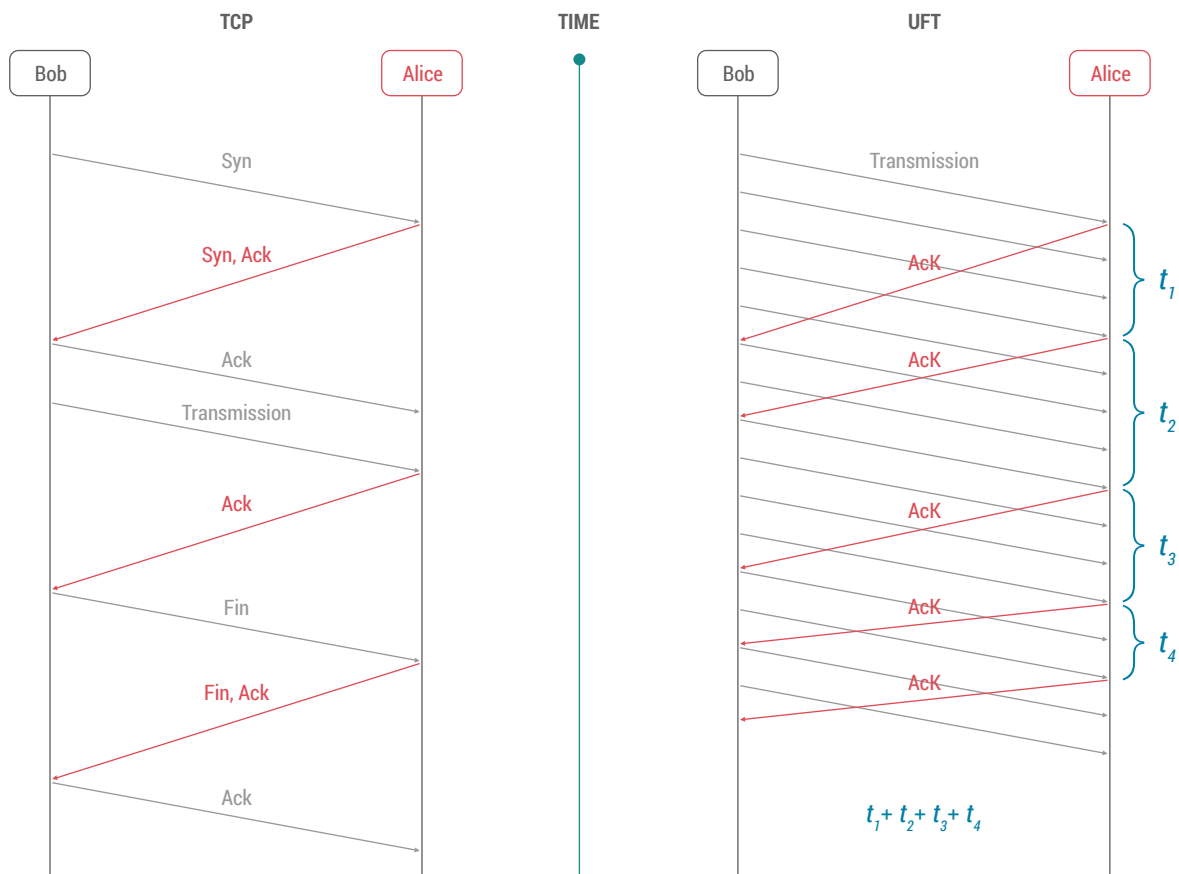 TCP
TIME
UFT
Bob
Alice
Bob
Alice
Syn
Syn, Ack
Ack
Transmission
Ack
Fin
Fin, Ack
Ack
Transmission
AcK
AcK
AcK
AcK
AcK
t1
t2
t3
t4
t1+ t2+ t3+ t4